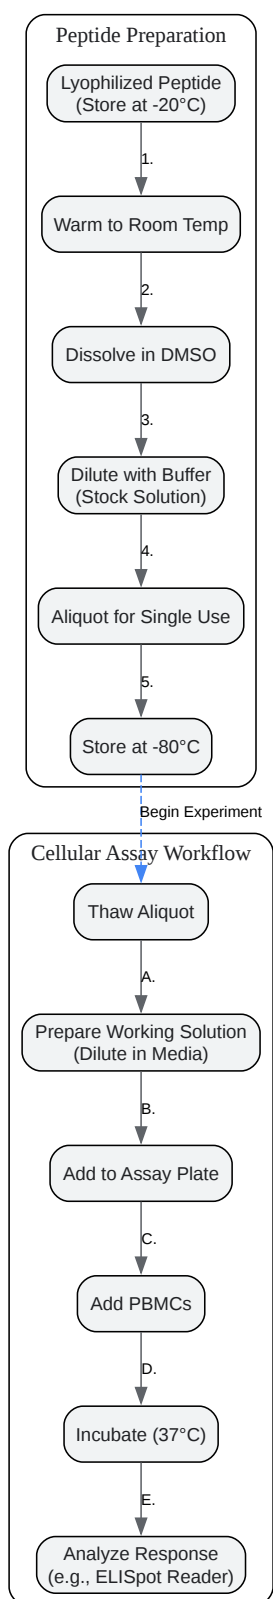 Peptide Preparation
Lyophilized Peptide
(Store at -20°C)
1.
Warm to Room Temp
2.
Dissolve in DMSO
3.
Dilute with Buffer
(Stock Solution)
4.
Aliquot for Single Use
5.
Store at -80°C
Begin Experiment
Cellular Assay Workflow
Thaw Aliquot
A.
Prepare Working Solution
(Dilute in Media)
B.
Add to Assay Plate
C.
Add PBMCs
D.
Incubate (37°C)
E.
Analyze Response
(e.g., ELISpot Reader)